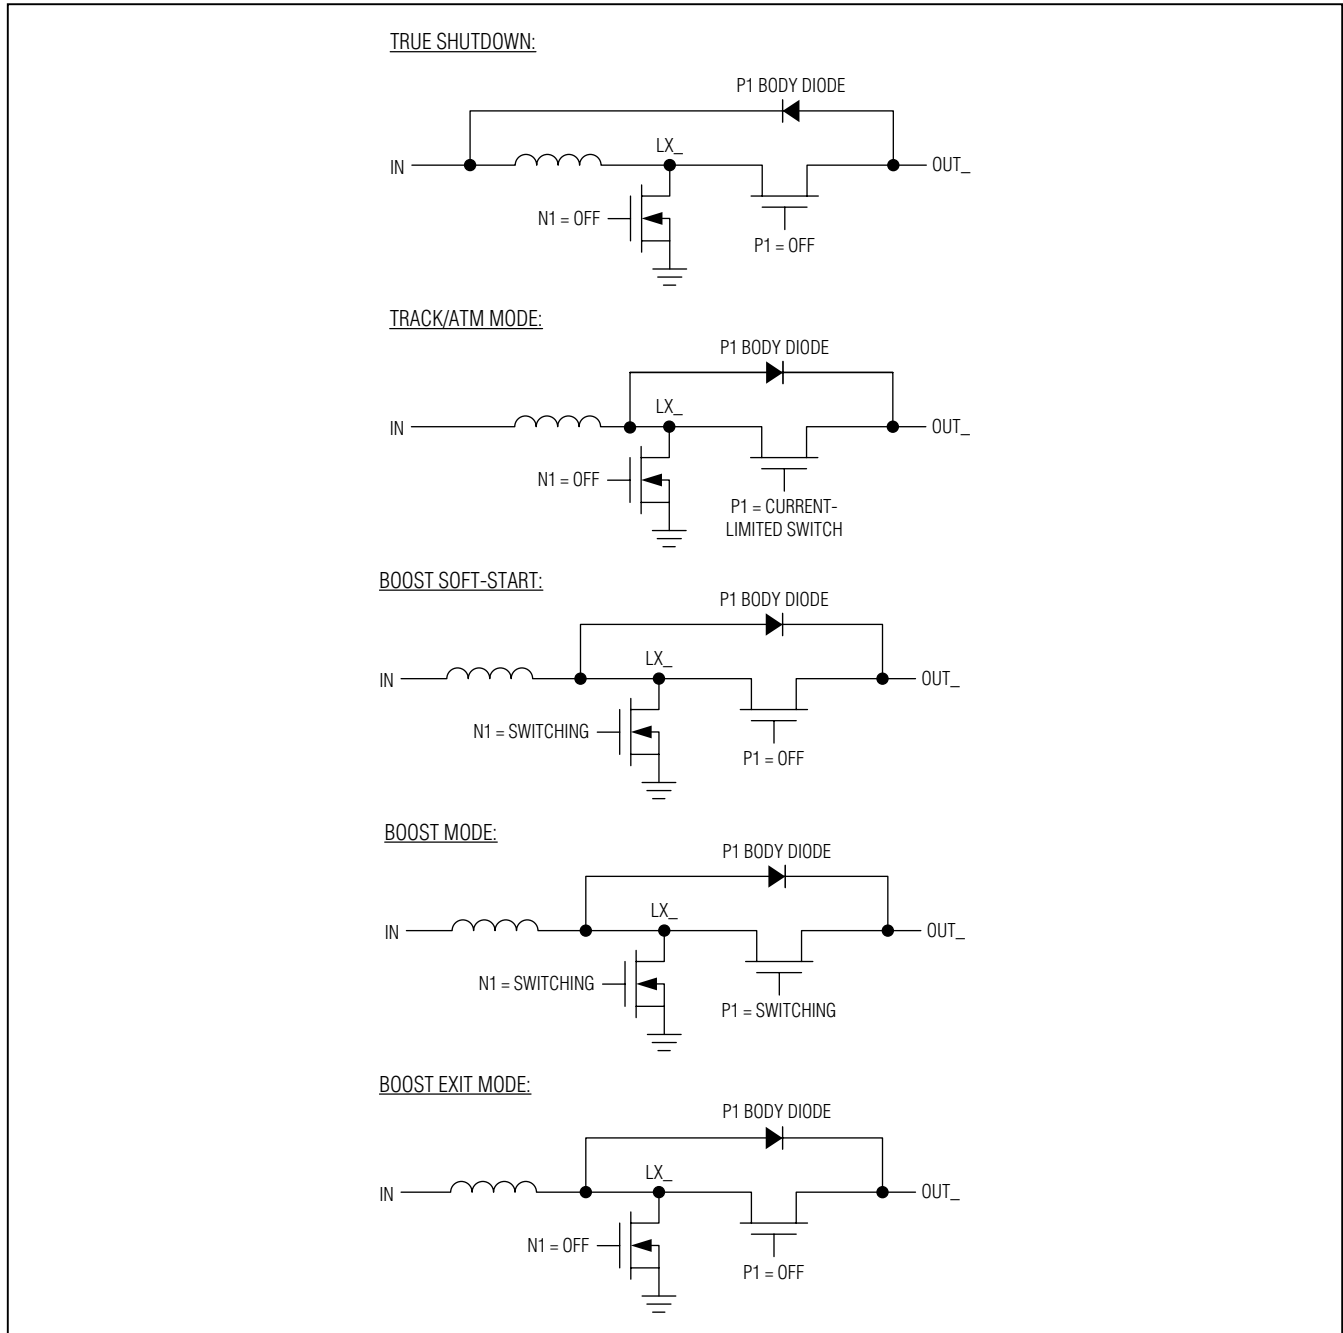 TRUE SHUTDOWN:
P1 BODY DIODE
LX_
IN
OUT_
N1 = OFF
P1 = OFF
TRACK/ATM MODE:
P1 BODY DIODE
LX_
IN
OUT_
N1 = OFF
P1 = CURRENT-
LIMITED SWITCH
BOOST SOFT-START:
P1 BODY DIODE
LX_
IN
OUT_
N1 = SWITCHING
P1 = OFF
BOOST MODE:
P1 BODY DIODE
LX_
IN
OUT_
N1 = SWITCHING
P1 = SWITCHING
BOOST EXIT MODE:
P1 BODY DIODE
LX_
IN
OUT_
N1 = OFF
P1 = OFF